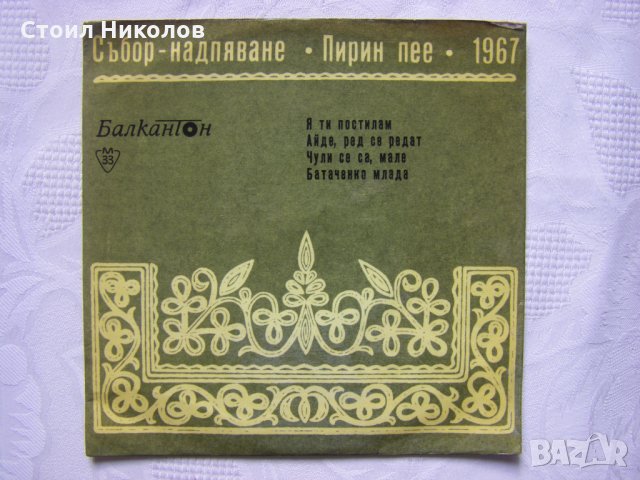 Стоил Николов
Събор-надпяване • Пирин пее • 1967
Балкантон
М
33
Я ти постилам
Айде, ред се редат
Чули се са, мале
Батаченко млада
BAZAR